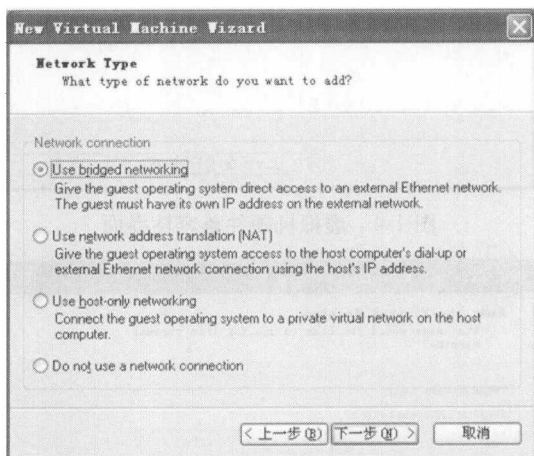 New Virtual Machine Wizard
Network Type
What type of network do you want to add?
Network connection
Use bridged networking
Give the guest operating system direct access to an external Ethernet network.
The guest must have its own IP address on the external network.
Use network address translation (NAT)
Give the guest operating system access to the host computer's dial-up or
external Ethernet network connection using the host's IP address.
Use host-only networking
Connect the guest operating system to a private virtual network on the host
computer.
Do not use a network connection
< 上一步(B) 下一步(N) > 取消